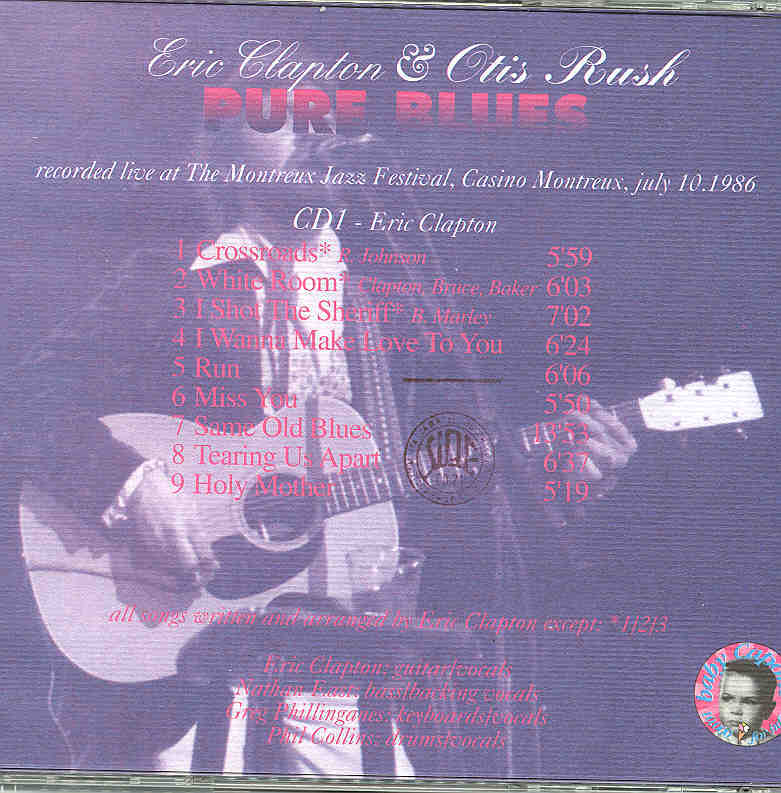 Eric Clapton & Otis Rush
PURE BLUES
recorded live at The Montreux Jazz Festival, Casino Montreux, july 10.1986
CD1 - Eric Clapton
1 Crossroads* R. Johnson 5'59
2 White Room* Clapton, Bruce, Baker 6'03
3 I Shot The Sheriff* B. Marley 7'02
4 I Wanna Make Love To You 6'24
5 Run 6'06
6 Miss You 5'50
7 Same Old Blues 13'53
8 Tearing Us Apart 6'37
9 Holy Mother 5'19
all songs written and arranged by Eric Clapton except: *1/2/3
Eric Clapton: guitar/vocals
Nathan East: bass/backing vocals
Greg Phillinganes: keyboards/vocals
Phil Collins: drums/vocals
baby